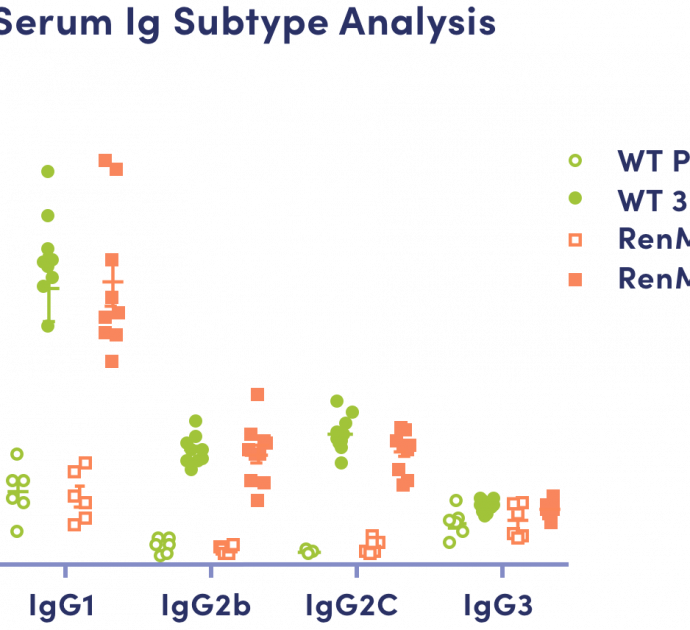 Serum Ig Subtype Analysis
WT P
WT 3
RenM
RenM
IgG1 IgG2b IgG2C IgG3